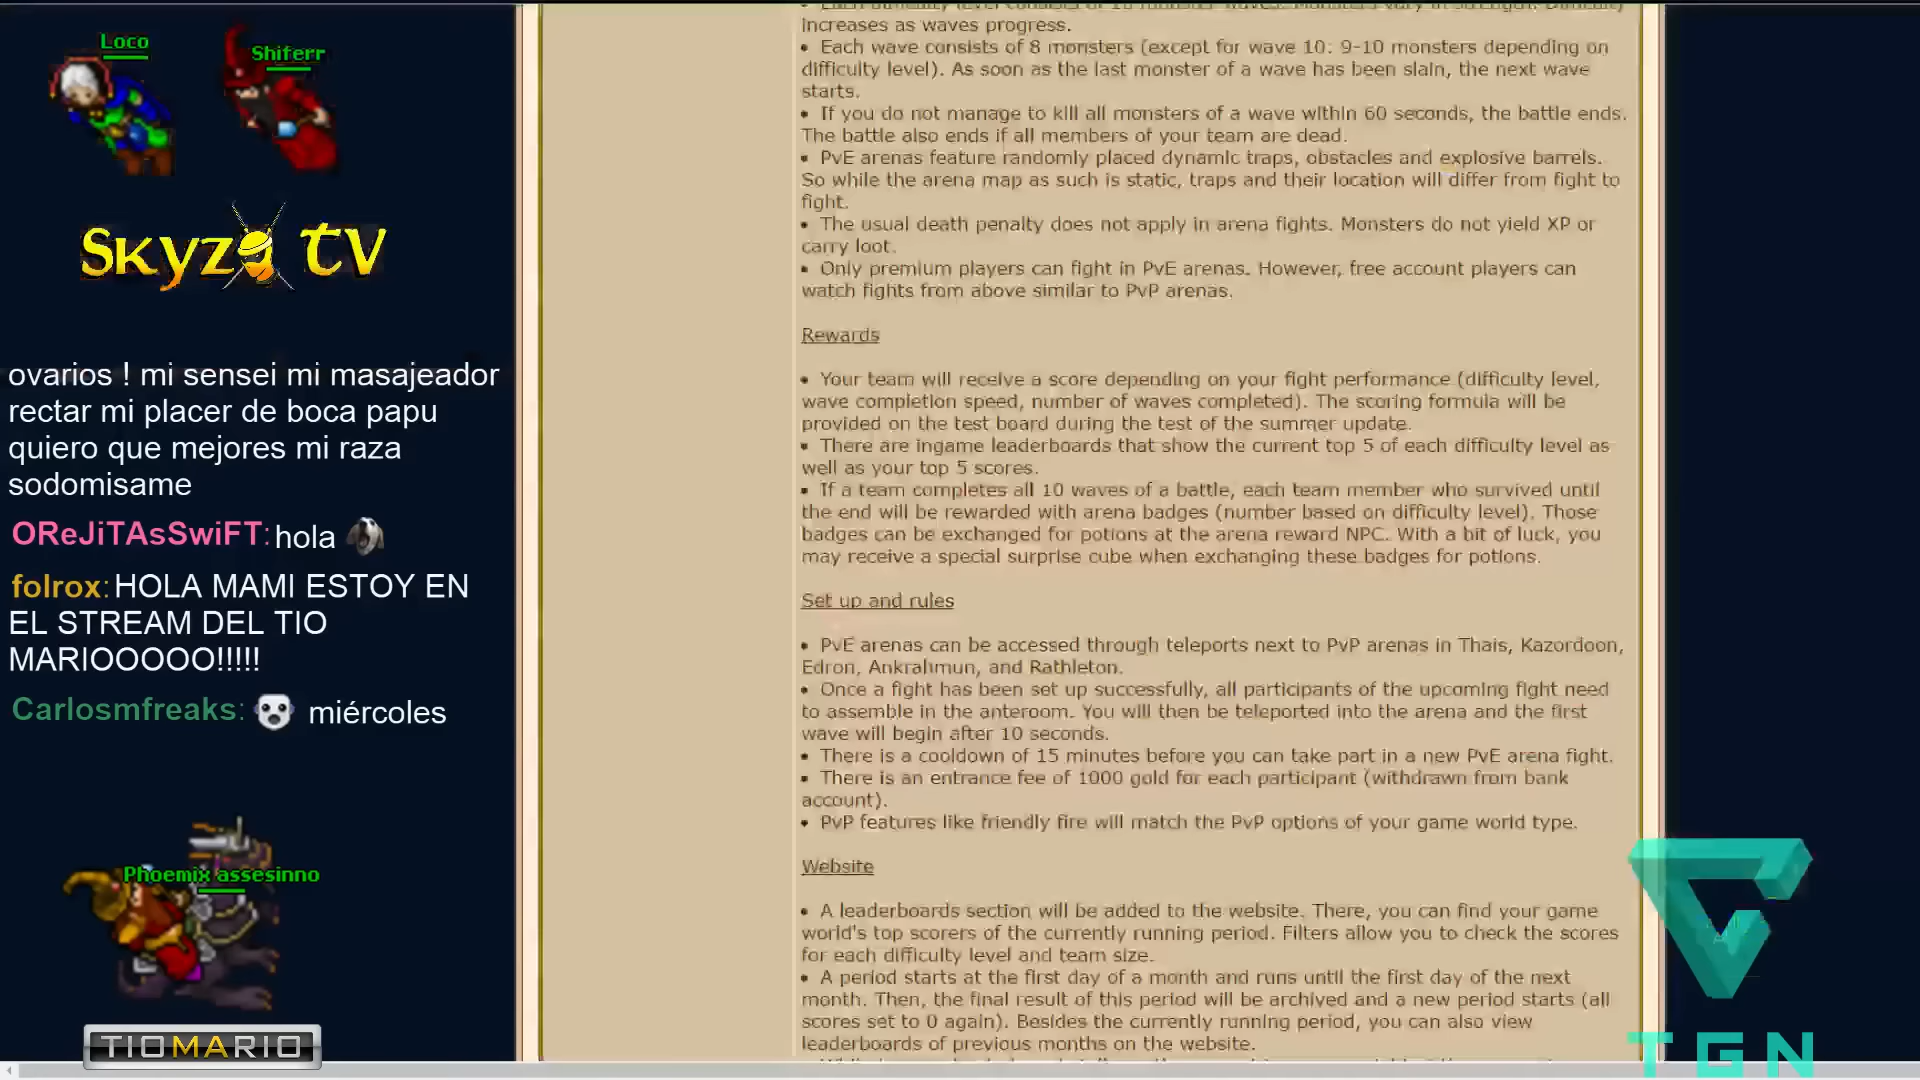 Loco
Shiferr
SKYZO TV
ovarios ! mi sensei mi masajeador
rectar mi placer de boca papu
quiero que mejores mi raza
sodomisame
OReJiTAsSwiFT: hola
folrox: HOLA MAMI ESTOY EN
EL STREAM DEL TIO
MARIOOOOO!!!!!
Carlosmfreaks: miércoles
Phoemix assesinno
TIOMARIO
Each difficulty level consists of 10 monster waves. Monsters vary in strength. Difficulty
increases as waves progress.
• Each wave consists of 8 monsters (except for wave 10: 9-10 monsters depending on
difficulty level). As soon as the last monster of a wave has been slain, the next wave
starts.
• If you do not manage to kill all monsters of a wave within 60 seconds, the battle ends.
The battle also ends if all members of your team are dead.
• PvE arenas feature randomly placed dynamic traps, obstacles and explosive barrels.
So while the arena map as such is static, traps and their location will differ from fight to
fight.
• The usual death penalty does not apply in arena fights. Monsters do not yield XP or
carry loot.
• Only premium players can fight in PvE arenas. However, free account players can
watch fights from above similar to PvP arenas.
Rewards
• Your team will receive a score depending on your fight performance (difficulty level,
wave completion speed, number of waves completed). The scoring formula will be
provided on the test board during the test of the summer update.
• There are ingame leaderboards that show the current top 5 of each difficulty level as
well as your top 5 scores.
• If a team completes all 10 waves of a battle, each team member who survived until
the end will be rewarded with arena badges (number based on difficulty level). Those
badges can be exchanged for potions at the arena reward NPC. With a bit of luck, you
may receive a special surprise cube when exchanging these badges for potions.
Set up and rules
• PvE arenas can be accessed through teleports next to PvP arenas in Thais, Kazordoon,
Edron, Ankrahmun, and Rathleton.
• Once a fight has been set up successfully, all participants of the upcoming fight need
to assemble in the anteroom. You will then be teleported into the arena and the first
wave will begin after 10 seconds.
• There is a cooldown of 15 minutes before you can take part in a new PvE arena fight.
• There is an entrance fee of 1000 gold for each participant (withdrawn from bank
account).
• PvP features like friendly fire will match the PvP options of your game world type.
Website
• A leaderboards section will be added to the website. There, you can find your game
world's top scorers of the currently running period. Filters allow you to check the scores
for each difficulty level and team size.
• A period starts at the first day of a month and runs until the first day of the next
month. Then, the final result of this period will be archived and a new period starts (all
scores set to 0 again). Besides the currently running period, you can also view
leaderboards of previous months on the website.
TGN